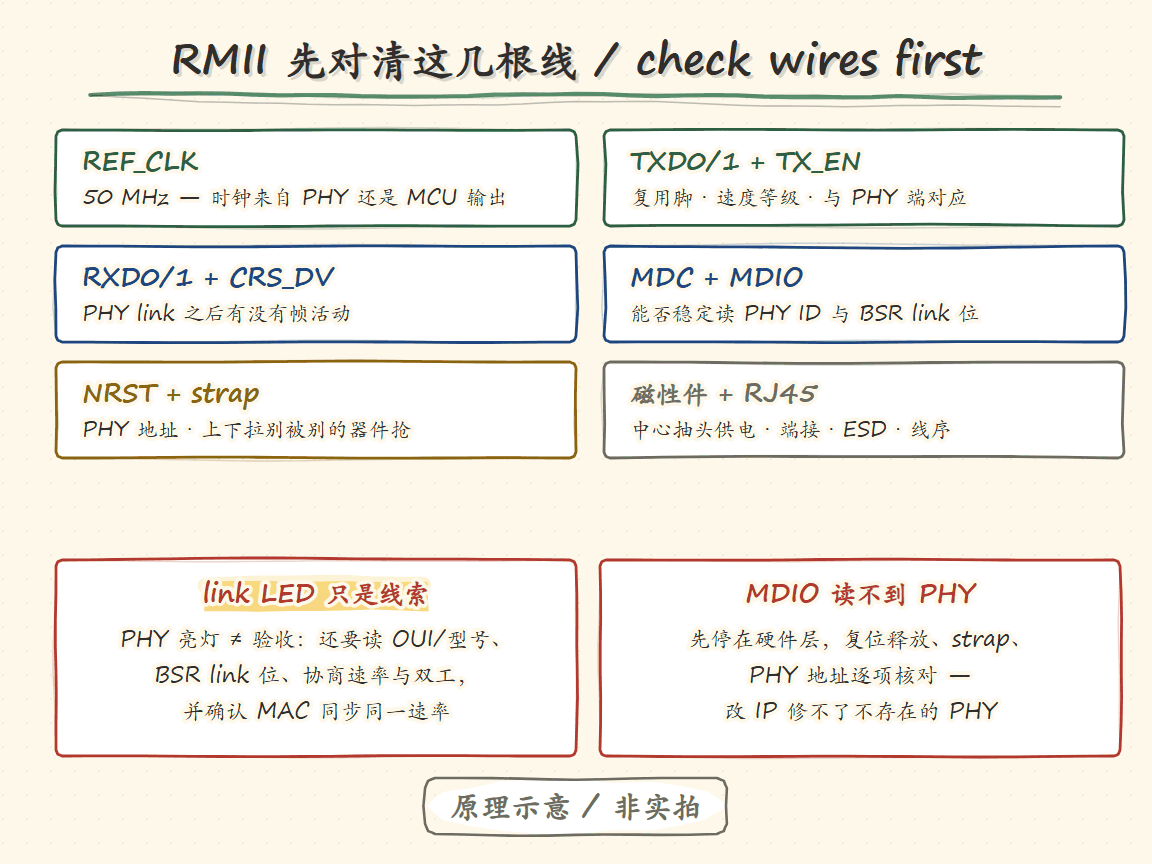 RMII 先对清这几根线 / check wires first
REF_CLK
50 MHz — 时钟来自 PHY 还是 MCU 输出
TXD0/1 + TX_EN
复用脚 · 速度等级 · 与 PHY 端对应
RXD0/1 + CRS_DV
PHY link 之后有没有帧活动
MDC + MDIO
能否稳定读 PHY ID 与 BSR link 位
NRST + strap
PHY 地址 · 上下拉别被别的器件抢
磁性件 + RJ45
中心抽头供电 · 端接 · ESD · 线序
link LED 只是线索
PHY 亮灯 ≠ 验收：还要读 OUI/型号、
BSR link 位、协商速率与双工，
并确认 MAC 同步同一速率
MDIO 读不到 PHY
先停在硬件层，复位释放、strap、
PHY 地址逐项核对 —
改 IP 修不了不存在的 PHY
原理示意 / 非实拍